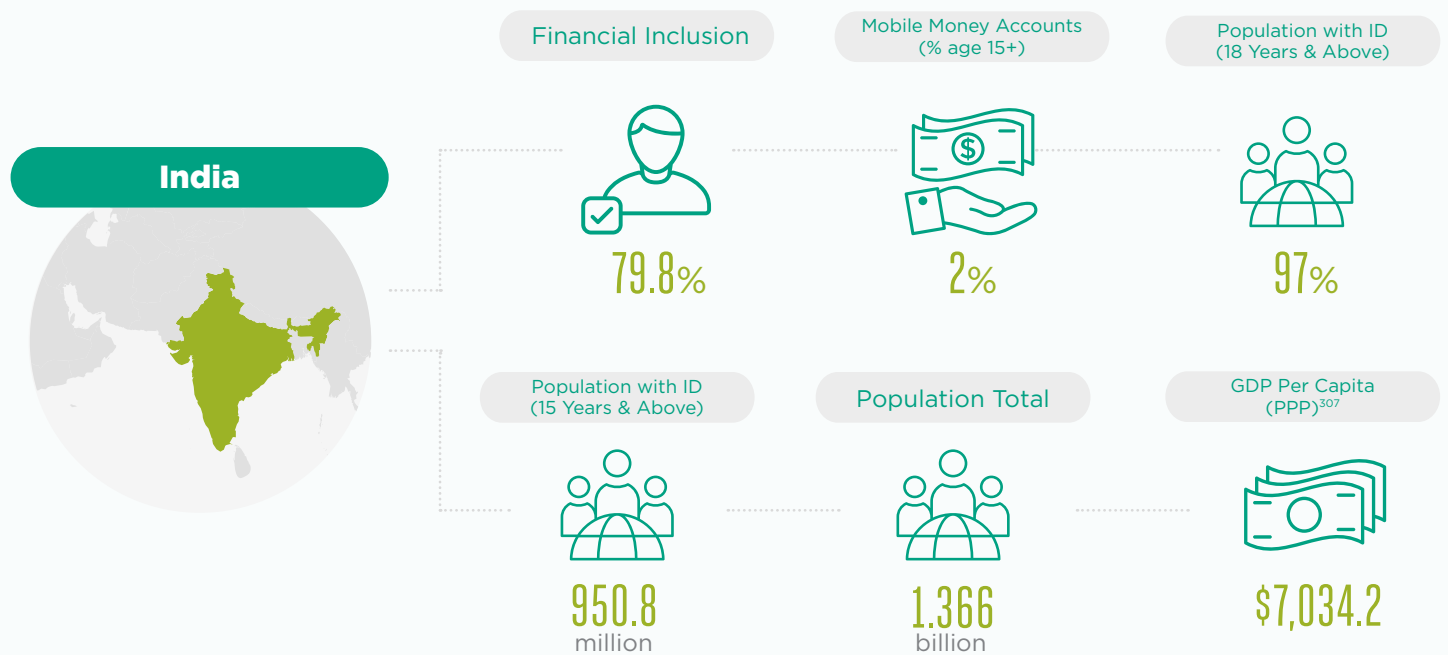 India
Financial Inclusion
79.8%
Mobile Money Accounts
(% age 15+)
$
2%
Population with ID
(18 Years & Above)
97%
Population with ID
(15 Years & Above)
950.8
million
Population Total
1.366
billion
GDP Per Capita
(PPP)307
$7,034.2